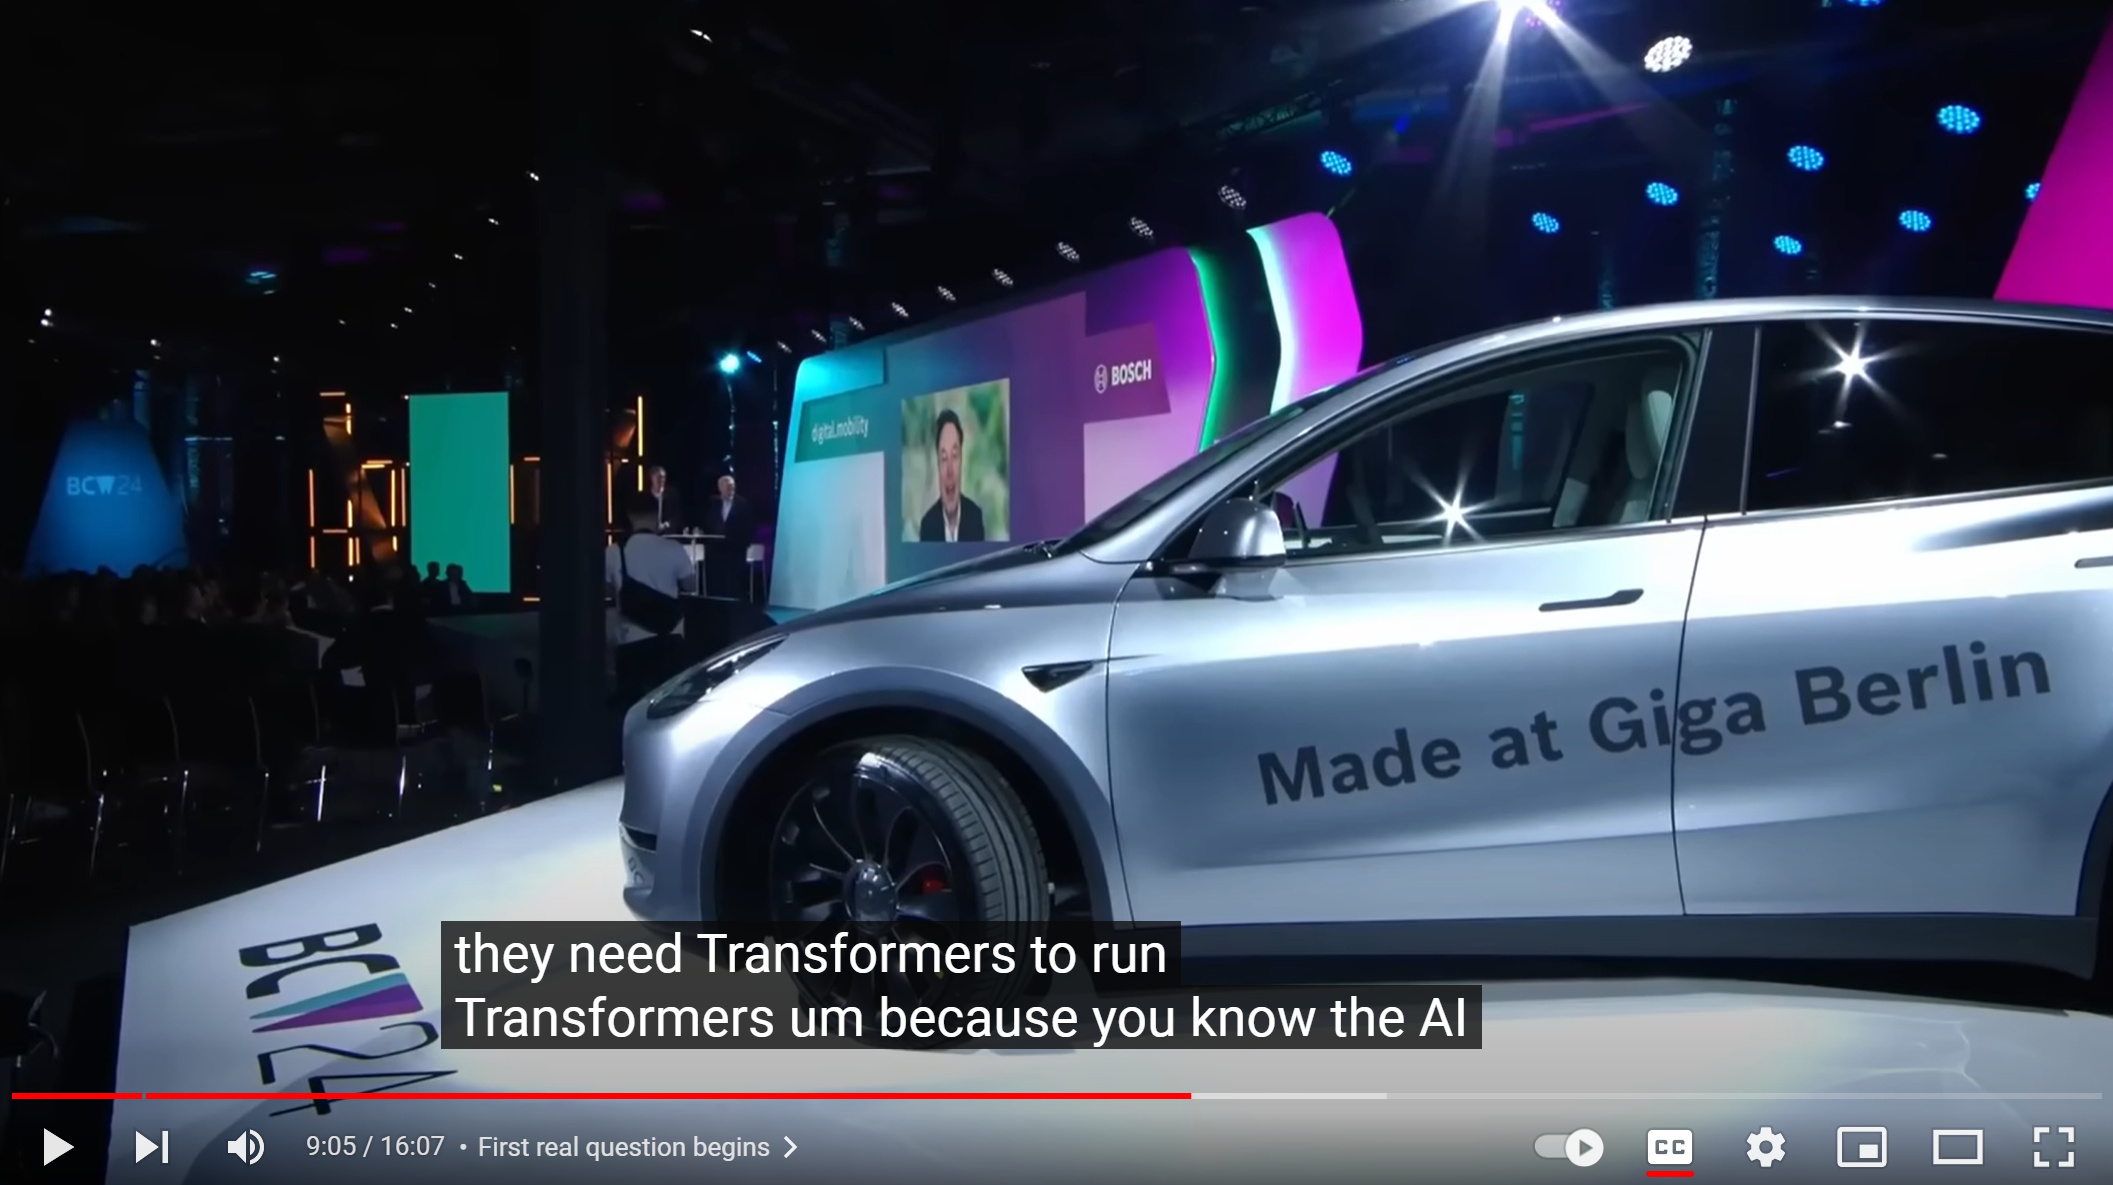 BOSCH
digital.mobility
BCW24
Made at Giga Berlin
BCW24
they need Transformers to run
Transformers um because you know the AI
9:05 / 16:07 • First real question begins
CC